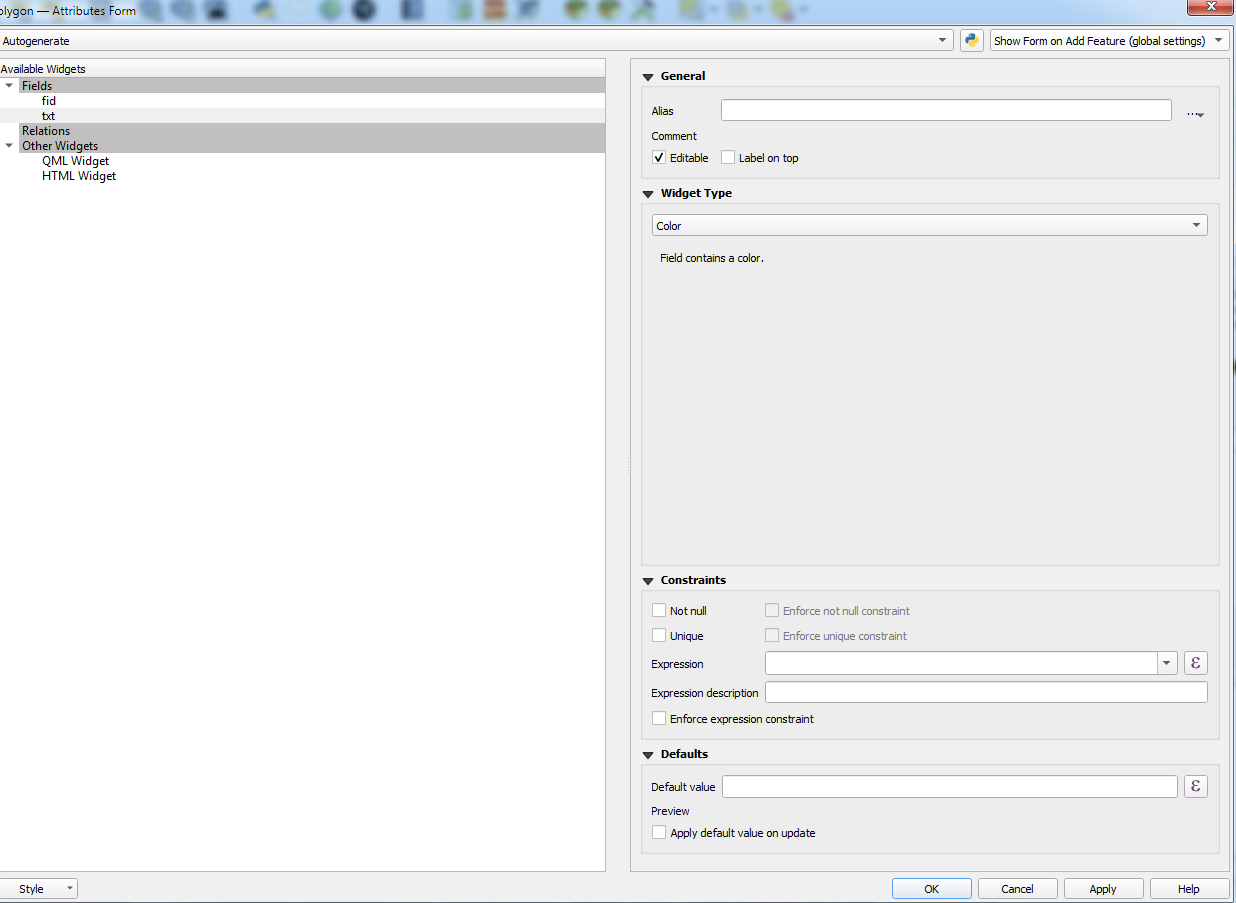 olygon — Attributes Form
Autogenerate
Show Form on Add Feature (global settings)
Available Widgets
Fields
fid
txt
Relations
Other Widgets
QML Widget
HTML Widget
General
Alias
Comment
Editable
Label on top
Widget Type
Color
Field contains a color.
Constraints
Not null
Enforce not null constraint
Unique
Enforce unique constraint
Expression
ε
Expression description
Enforce expression constraint
Defaults
Default value
ε
Preview
Apply default value on update
Style
OK
Cancel
Apply
Help